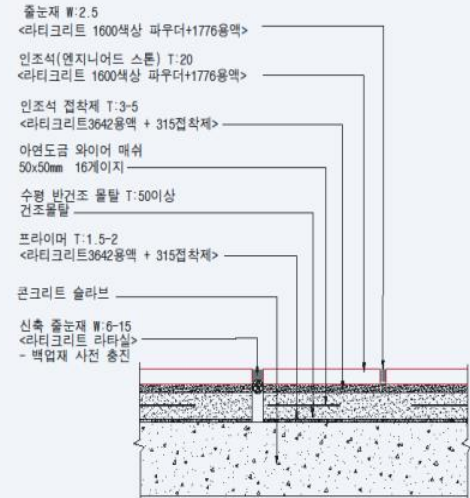 줄눈재 W:2.5
<라티크리트 1600색상 파우더+1776용액>
인조석(엔지니어드 스톤) T:20
<라티크리트 1600색상 파우더+1776용액>
인조석 접착제 T:3-5
<라티크리트3642용액 + 315접착제>
아연도금 와이어 매쉬
50x50mm 16게이지
수평 반건조 몰탈 T:50이상
건조몰탈
프라이머 T:1.5-2
<라티크리트3642용액 + 315접착제>
콘크리트 슬라브
신축 줄눈재 W:6-15
<라티크리트 라타실>
- 백업재 사전 충진